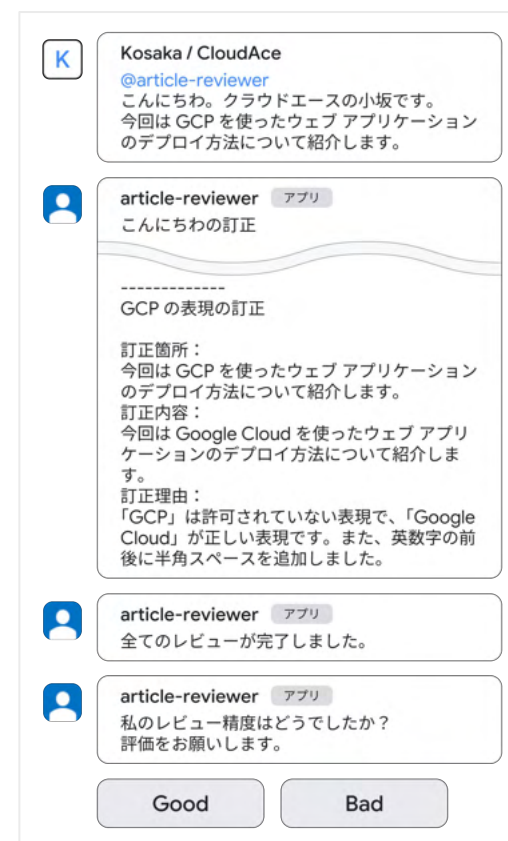 K
Kosaka / CloudAce
@article-reviewer
こんにちわ。クラウドエースの小坂です。
今回は GCP を使ったウェブ アプリケーション
のデプロイ方法について紹介します。
article-reviewer アプリ
こんにちわの訂正
-------------
GCP の表現の訂正
訂正箇所：
今回は GCP を使ったウェブ アプリケーション
のデプロイ方法について紹介します。
訂正内容：
今回は Google Cloud を使ったウェブ アプリ
ケーションのデプロイ方法について紹介しま
す。
訂正理由：
「GCP」は許可されていない表現で、「Google
Cloud」が正しい表現です。また、英数字の前
後に半角スペースを追加しました。
article-reviewer アプリ
全てのレビューが完了しました。
article-reviewer アプリ
私のレビュー精度はどうでしたか？
評価をお願いします。
Good Bad